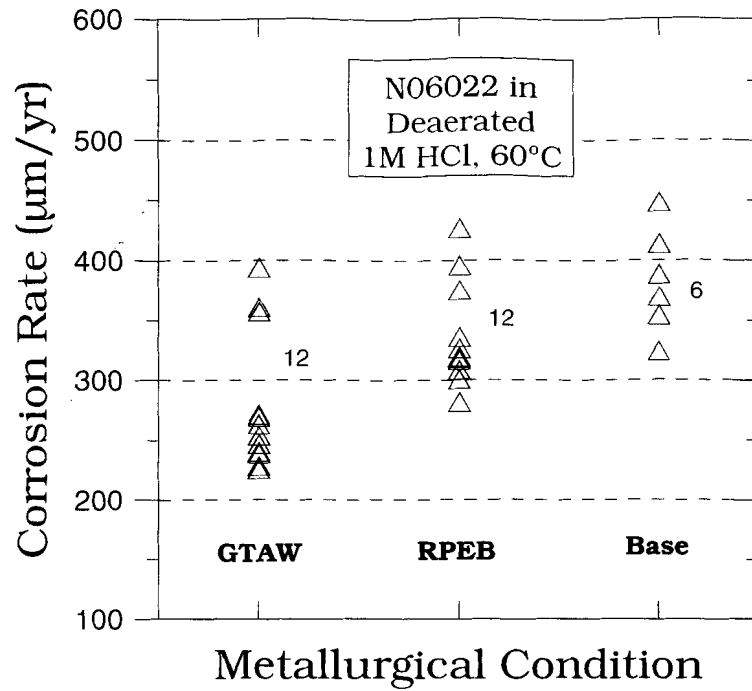 600
500
400
300
200
100
Corrosion Rate (µm/yr)
N06022 in
Deaerated
1M HCl, 60°C
12
12
6
GTAW
RPEB
Base
Metallurgical Condition